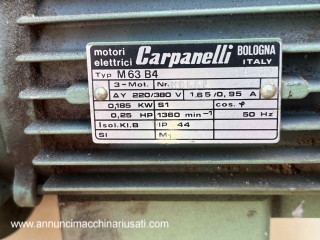 motori elettrici Carpanelli BOLOGNA ITALY
Typ M 63 B4
3 - Mot. Nr.
ΔY 220/380 V 1.65/0,95 A
0,185 KW S1 cos. φ
0,25 HP 1360 min⁻¹ 50 Hz
Isol.Kl.B IP 44
SI M
www.annuncimacchinariusati.com